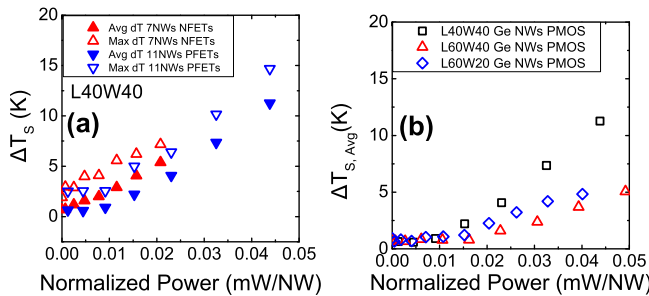 20
15
10
5
0
ΔT_S (K)
Avg dT 7NWs NFETs
Max dT 7NWs NFETs
Avg dT 11NWs PFETs
Max dT 11NWs PFETs
L40W40
(a)
0.00 0.01 0.02 0.03 0.04 0.05
Normalized Power (mW/NW)
20
15
10
5
0
ΔT_S, Avg (K)
L40W40 Ge NWs PMOS
L60W40 Ge NWs PMOS
L60W20 Ge NWs PMOS
(b)
0.00 0.01 0.02 0.03 0.04 0.05
Normalized Power (mW/NW)